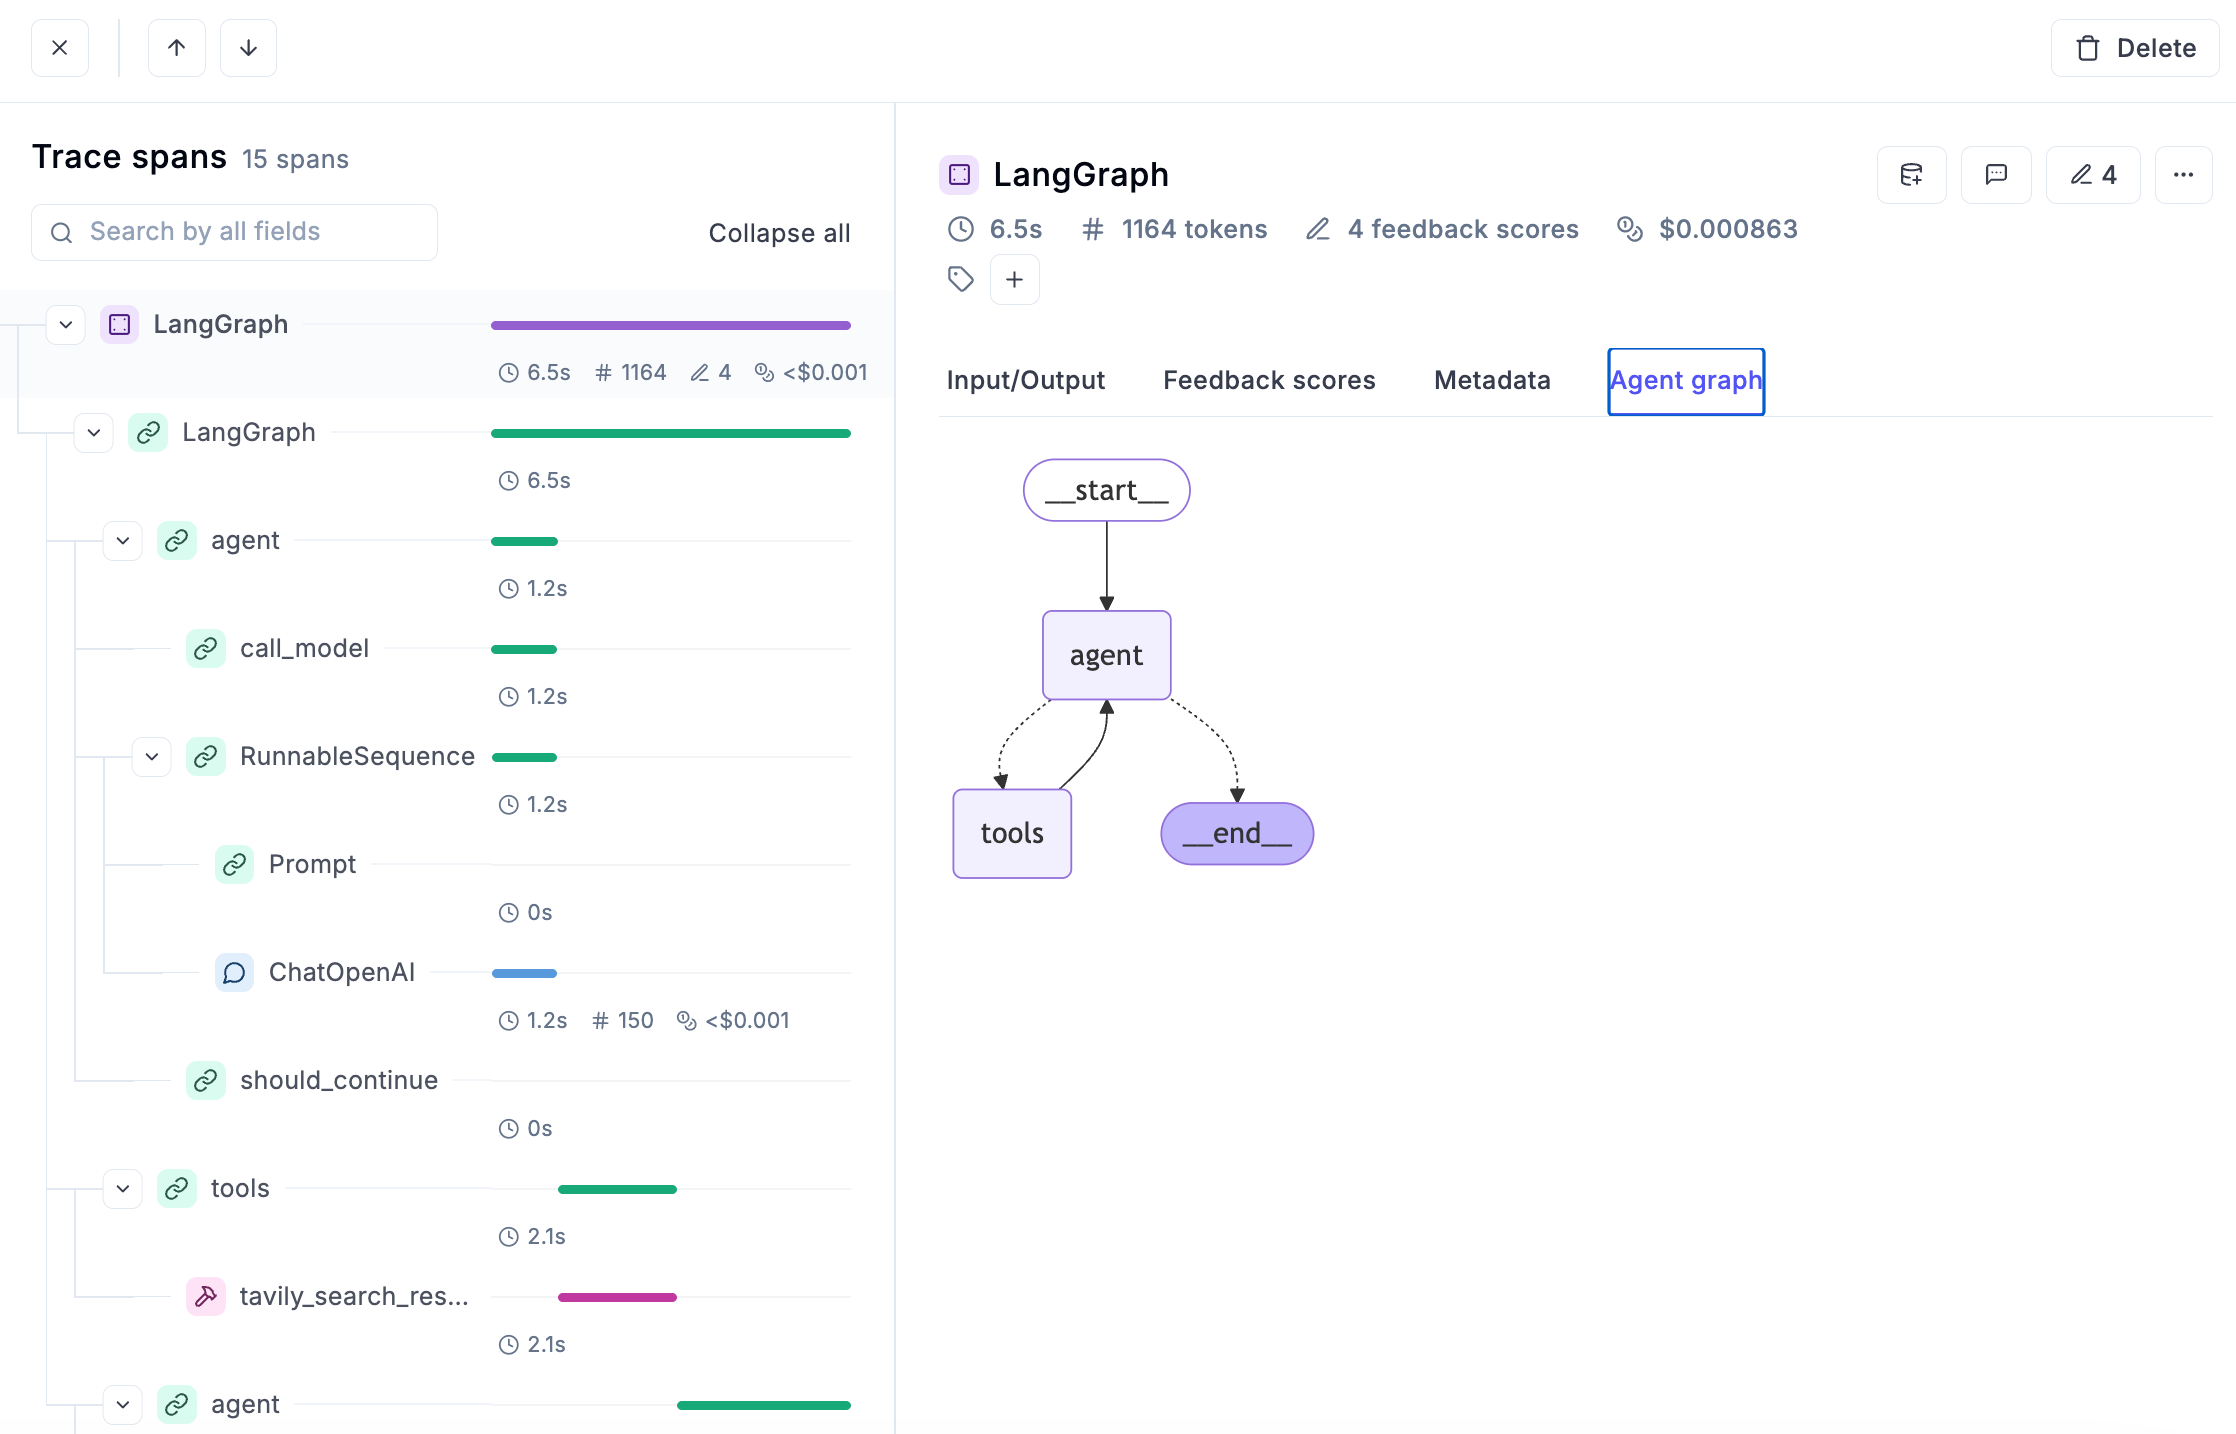 Delete
Trace spans 15 spans
Search by all fields
Collapse all
LangGraph
6.5s 1164 4 <$0.001
LangGraph
6.5s
agent
1.2s
call_model
1.2s
RunnableSequence
1.2s
Prompt
0s
ChatOpenAI
1.2s 150 <$0.001
should_continue
0s
tools
2.1s
tavily_search_res...
2.1s
agent
LangGraph
4
6.5s 1164 tokens 4 feedback scores $0.000863
Input/Output Feedback scores Metadata Agent graph
__start__
agent
tools
__end__